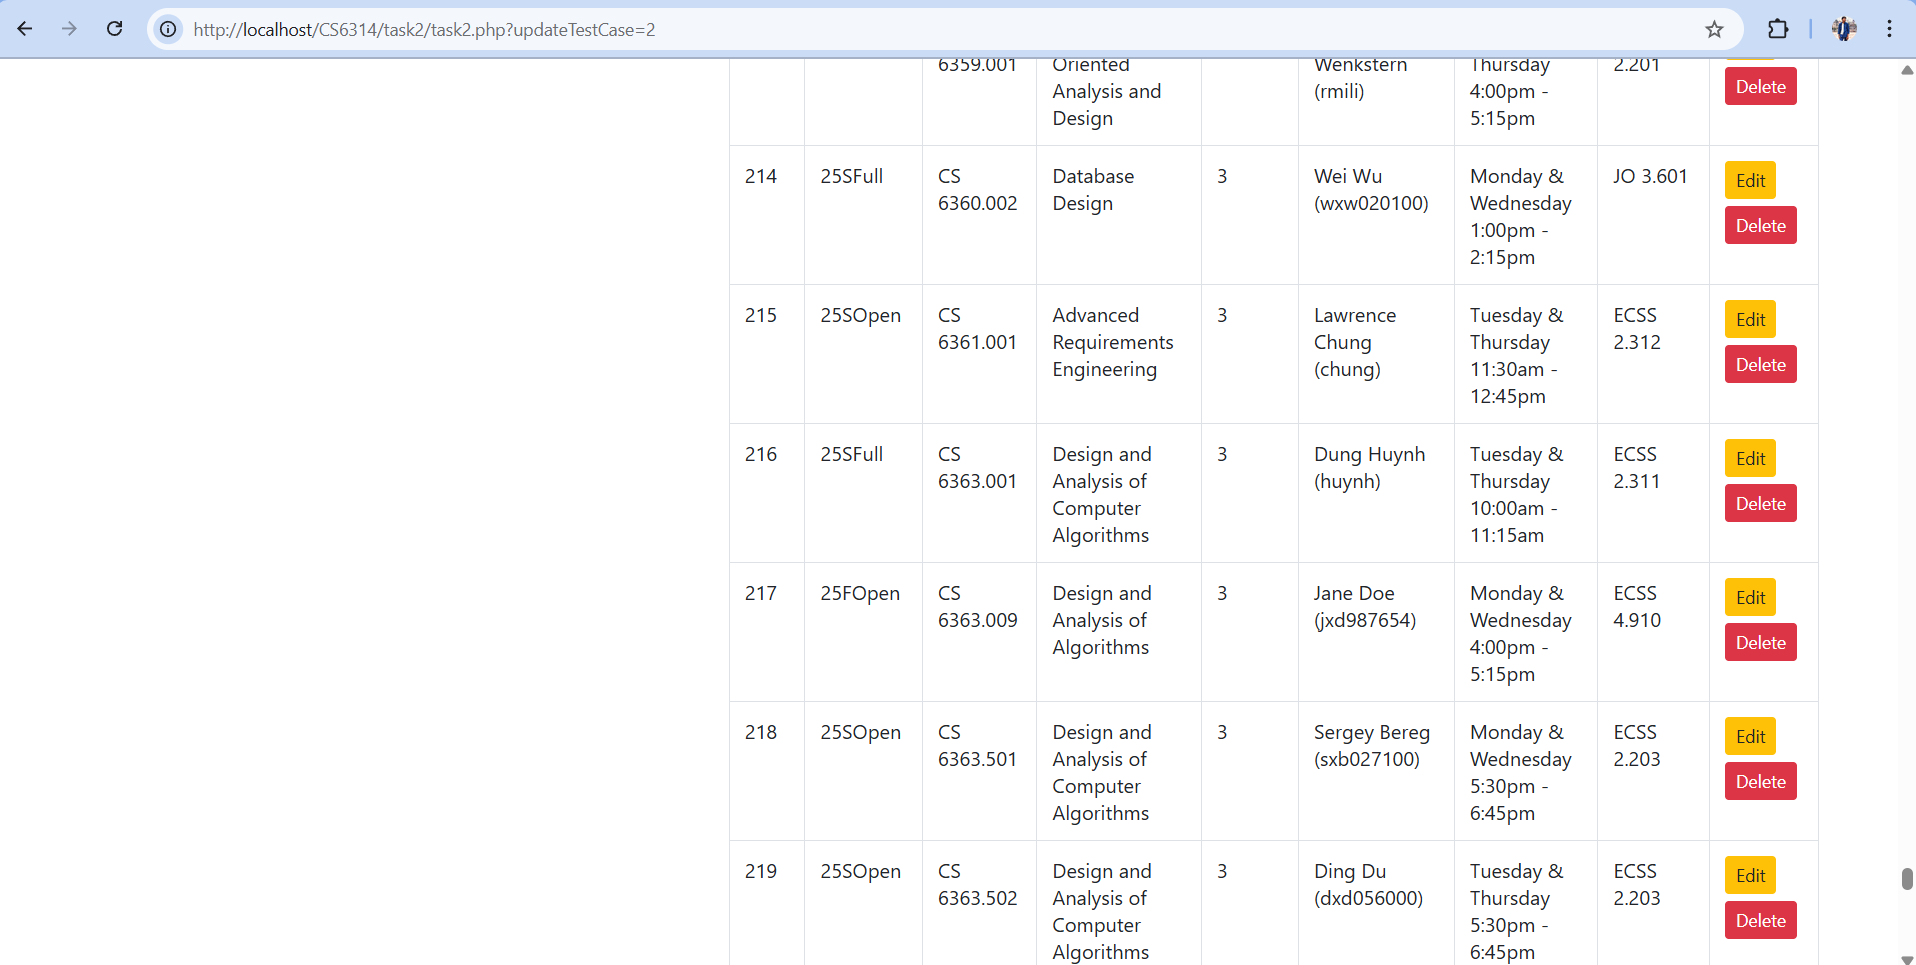 http://localhost/CS6314/task2/task2.php?updateTestCase=2
6359.001 Oriented Wenkstern Thursday 2.201
Analysis and (rmili) 4:00pm - Delete
Design 5:15pm
214 25SFull CS Database 3 Wei Wu Monday & JO 3.601 Edit
6360.002 Design (wxw020100) Wednesday
1:00pm - Delete
2:15pm
215 25SOpen CS Advanced 3 Lawrence Tuesday & ECSS Edit
6361.001 Requirements Chung Thursday 2.312
Engineering (chung) 11:30am - Delete
12:45pm
216 25SFull CS Design and 3 Dung Huynh Tuesday & ECSS Edit
6363.001 Analysis of (huynh) Thursday 2.311
Computer 10:00am - Delete
Algorithms 11:15am
217 25FOpen CS Design and 3 Jane Doe Monday & ECSS Edit
6363.009 Analysis of (jxd987654) Wednesday 4.910
Algorithms 4:00pm - Delete
5:15pm
218 25SOpen CS Design and 3 Sergey Bereg Monday & ECSS Edit
6363.501 Analysis of (sxb027100) Wednesday 2.203
Computer 5:30pm - Delete
Algorithms 6:45pm
219 25SOpen CS Design and 3 Ding Du Tuesday & ECSS Edit
6363.502 Analysis of (dxd056000) Thursday 2.203
Computer 5:30pm - Delete
Algorithms 6:45pm